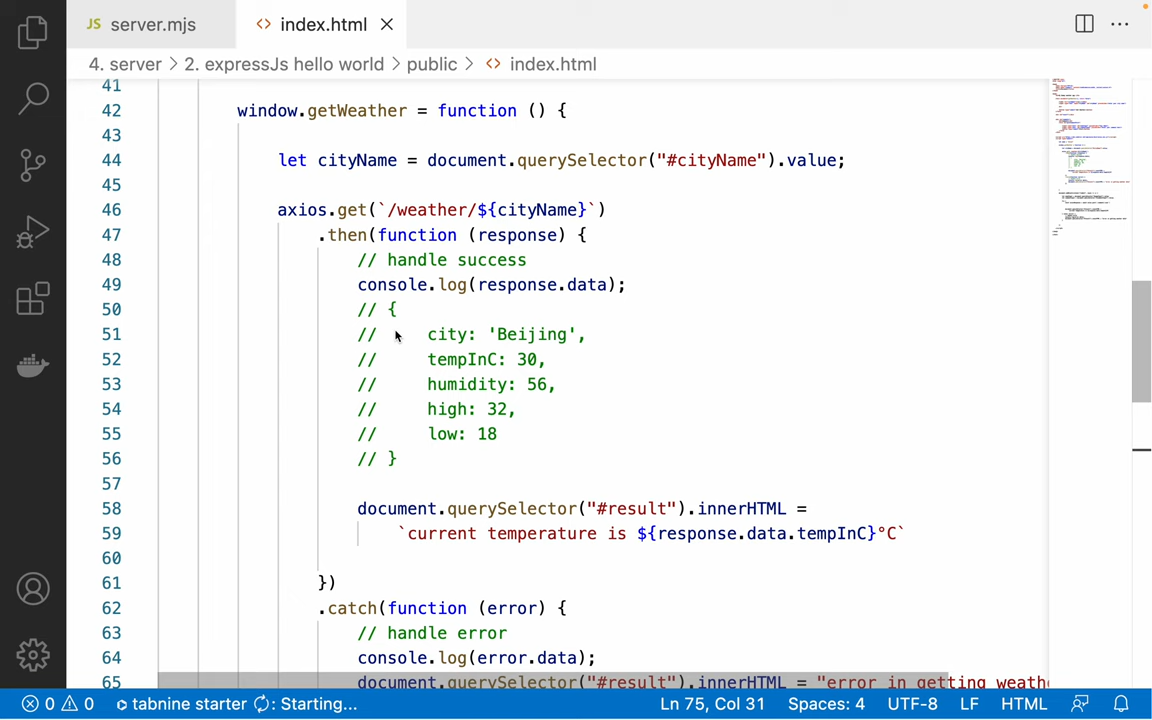 JS server.mjs <> index.html
4. server > 2. expressJs hello world > public > <> index.html
41
42 window.getWeather = function () {
43
44 let cityName = document.querySelector("#cityName").value;
45
46 axios.get(`/weather/${cityName}`)
47 .then(function (response) {
48 // handle success
49 console.log(response.data);
50 // {
51 // city: 'Beijing',
52 // tempInC: 30,
53 // humidity: 56,
54 // high: 32,
55 // low: 18
56 // }
57
58 document.querySelector("#result").innerHTML =
59 `current temperature is ${response.data.tempInC}°C`
60
61 })
62 .catch(function (error) {
63 // handle error
64 console.log(error.data);
65 document.querySelector("#result").innerHTML = "error in getting weath
0 0 tabnine starter : Starting... Ln 75, Col 31 Spaces: 4 UTF-8 LF HTML